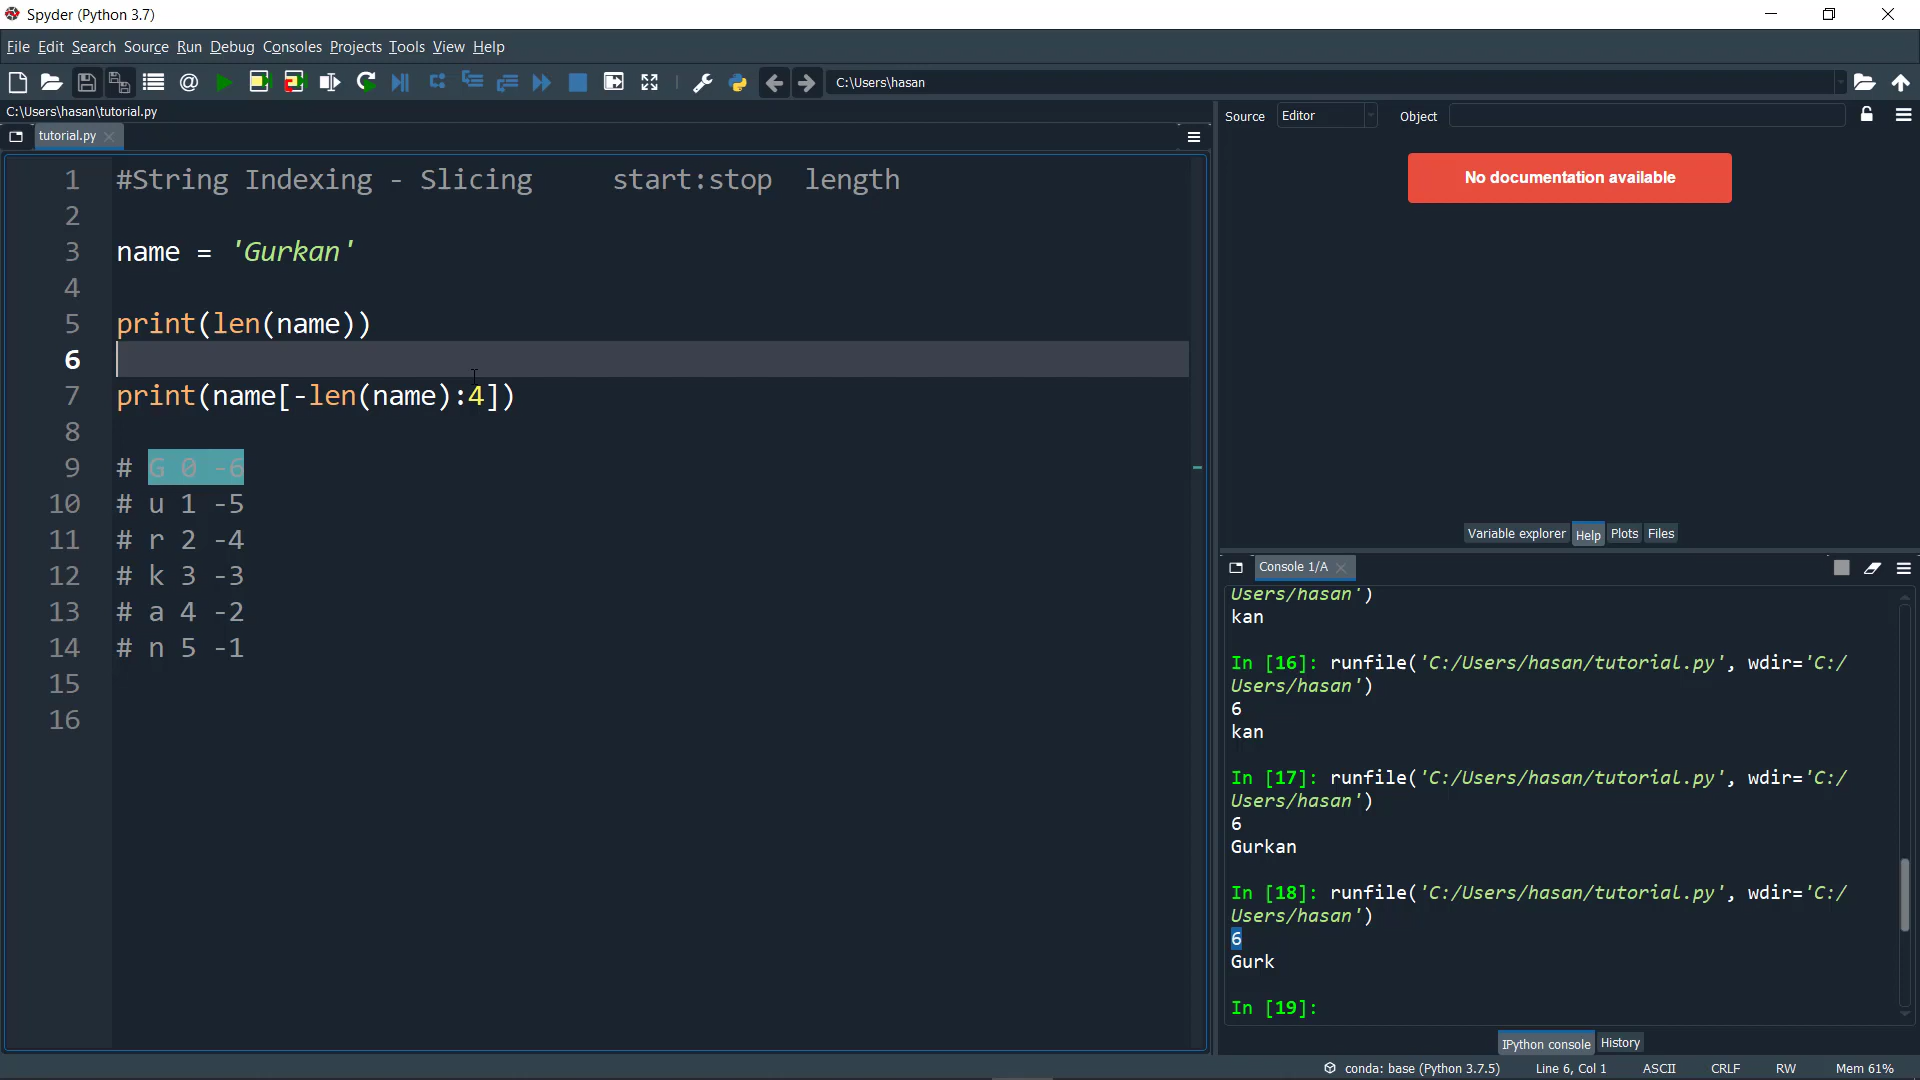 Spyder (Python 3.7)
File Edit Search Source Run Debug Consoles Projects Tools View Help
C:\Users\hasan
C:\Users\hasan\tutorial.py
tutorial.py
1 #String Indexing - Slicing start:stop length
2
3 name = 'Gurkan'
4
5 print(len(name))
6
7 print(name[-len(name):4])
8
9 # G 0 -6
10 # u 1 -5
11 # r 2 -4
12 # k 3 -3
13 # a 4 -2
14 # n 5 -1
15
16
Source Editor Object
No documentation available
Variable explorer Help Plots Files
Console 1/A
Users/hasan')
kan
In [16]: runfile('C:/Users/hasan/tutorial.py', wdir='C:/
Users/hasan')
6
kan
In [17]: runfile('C:/Users/hasan/tutorial.py', wdir='C:/
Users/hasan')
6
Gurkan
In [18]: runfile('C:/Users/hasan/tutorial.py', wdir='C:/
Users/hasan')
6
Gurk
In [19]:
IPython console History
conda: base (Python 3.7.5) Line 6, Col 1 ASCII CRLF RW Mem 61%